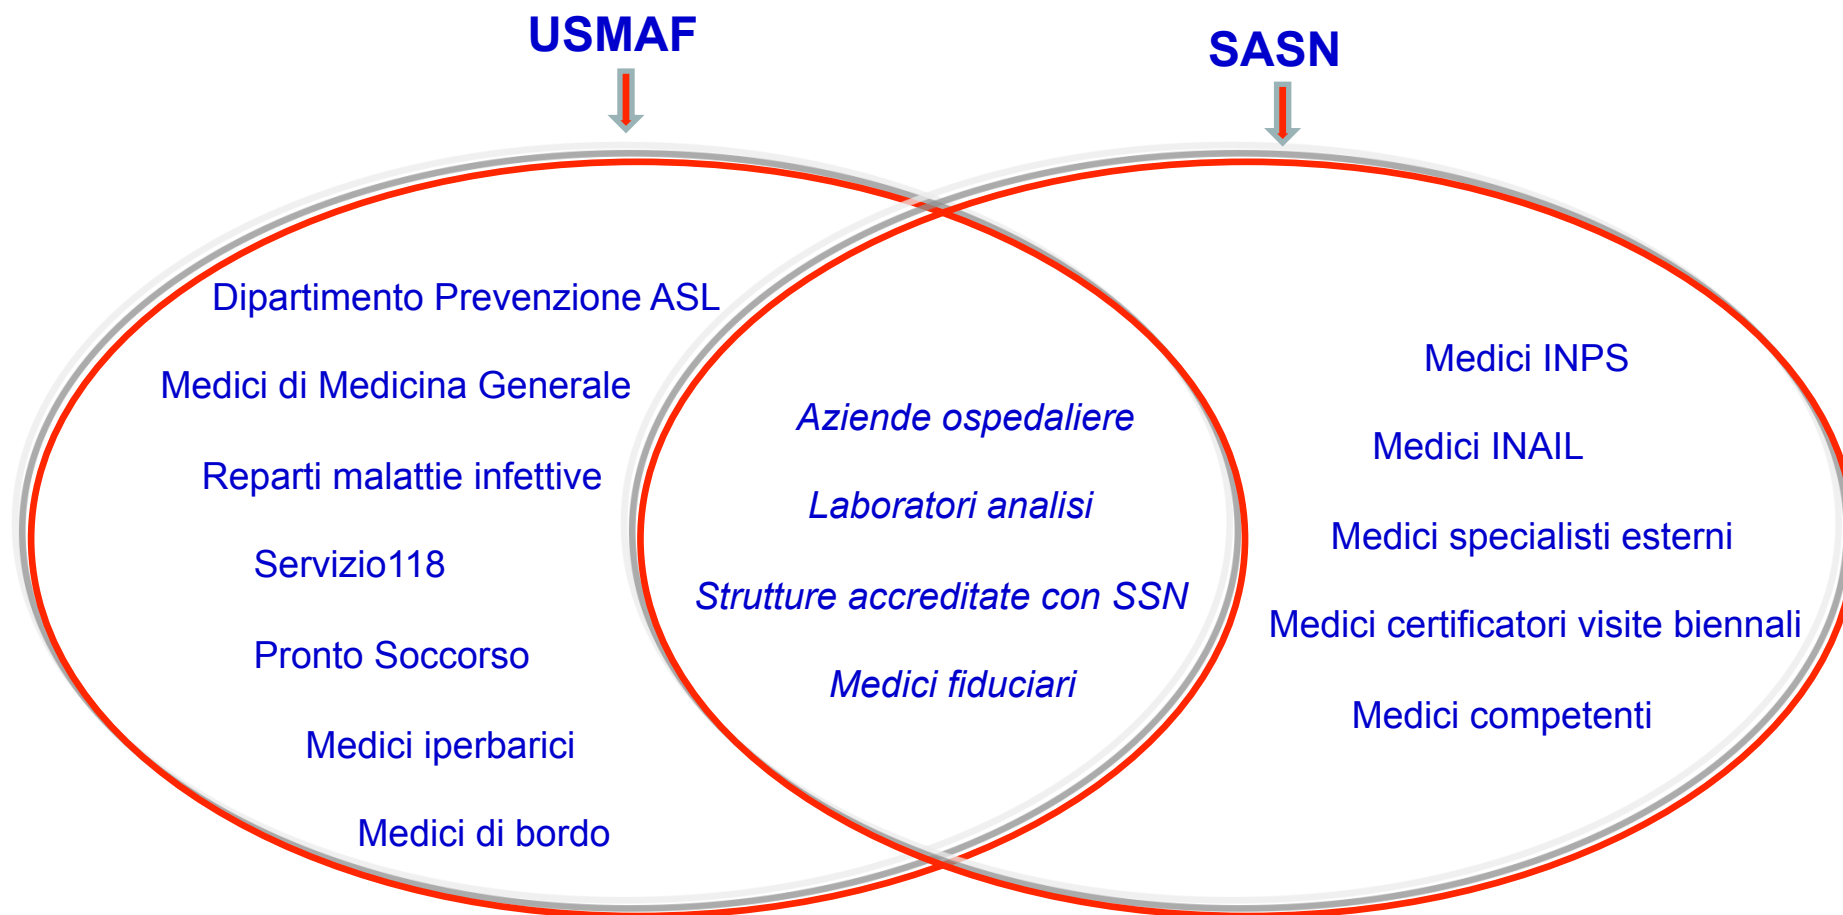 USMAF
SASN
Dipartimento Prevenzione ASL
Medici di Medicina Generale
Reparti malattie infettive
Servizio118
Pronto Soccorso
Medici iperbarici
Medici di bordo
Aziende ospedaliere
Laboratori analisi
Strutture accreditate con SSN
Medici fiduciari
Medici INPS
Medici INAIL
Medici specialisti esterni
Medici certificatori visite biennali
Medici competenti